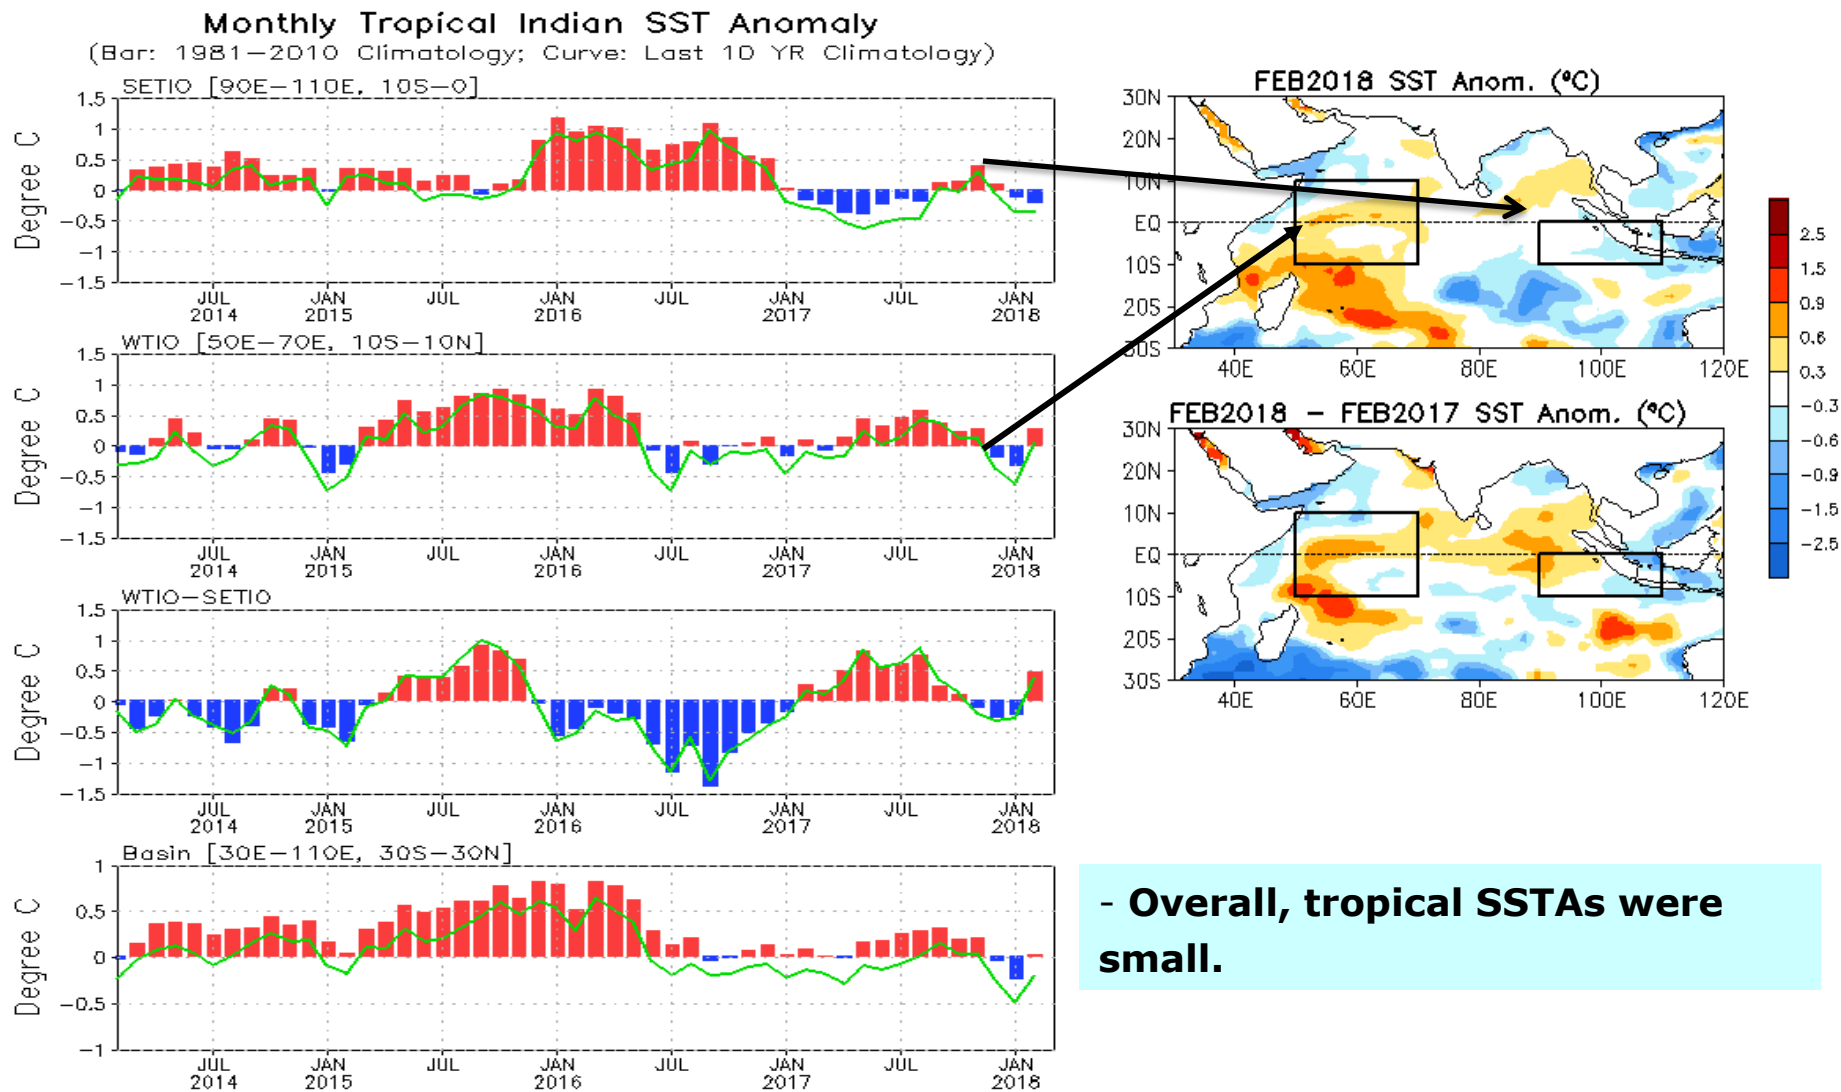 Monthly Tropical Indian SST Anomaly
(Bar: 1981-2010 Climatology; Curve: Last 10 YR Climatology)
SETIO [90E-110E, 10S-0]
Degree C
1.5
1
0.5
0
-0.5
-1
-1.5
JUL JAN JUL JAN JUL JAN JUL JAN
2014 2015 2016 2017 2018
WTIO [50E-70E, 10S-10N]
Degree C
1.5
1
0.5
0
-0.5
-1
-1.5
JUL JAN JUL JAN JUL JAN JUL JAN
2014 2015 2016 2017 2018
WTIO-SETIO
Degree C
1.5
1
0.5
0
-0.5
-1
-1.5
JUL JAN JUL JAN JUL JAN JUL JAN
2014 2015 2016 2017 2018
Basin [30E-110E, 30S-30N]
Degree C
1
0.5
0
-0.5
-1
JUL JAN JUL JAN JUL JAN JUL JAN
2014 2015 2016 2017 2018
FEB2018 SST Anom. (°C)
30N
20N
10N
EQ
10S
20S
30S
40E 60E 80E 100E 120E
FEB2018 - FEB2017 SST Anom. (°C)
30N
20N
10N
EQ
10S
20S
30S
40E 60E 80E 100E 120E
2.5
1.5
0.9
0.6
0.3
-0.3
-0.6
-0.9
-1.5
-2.5
- Overall, tropical SSTAs were
small.